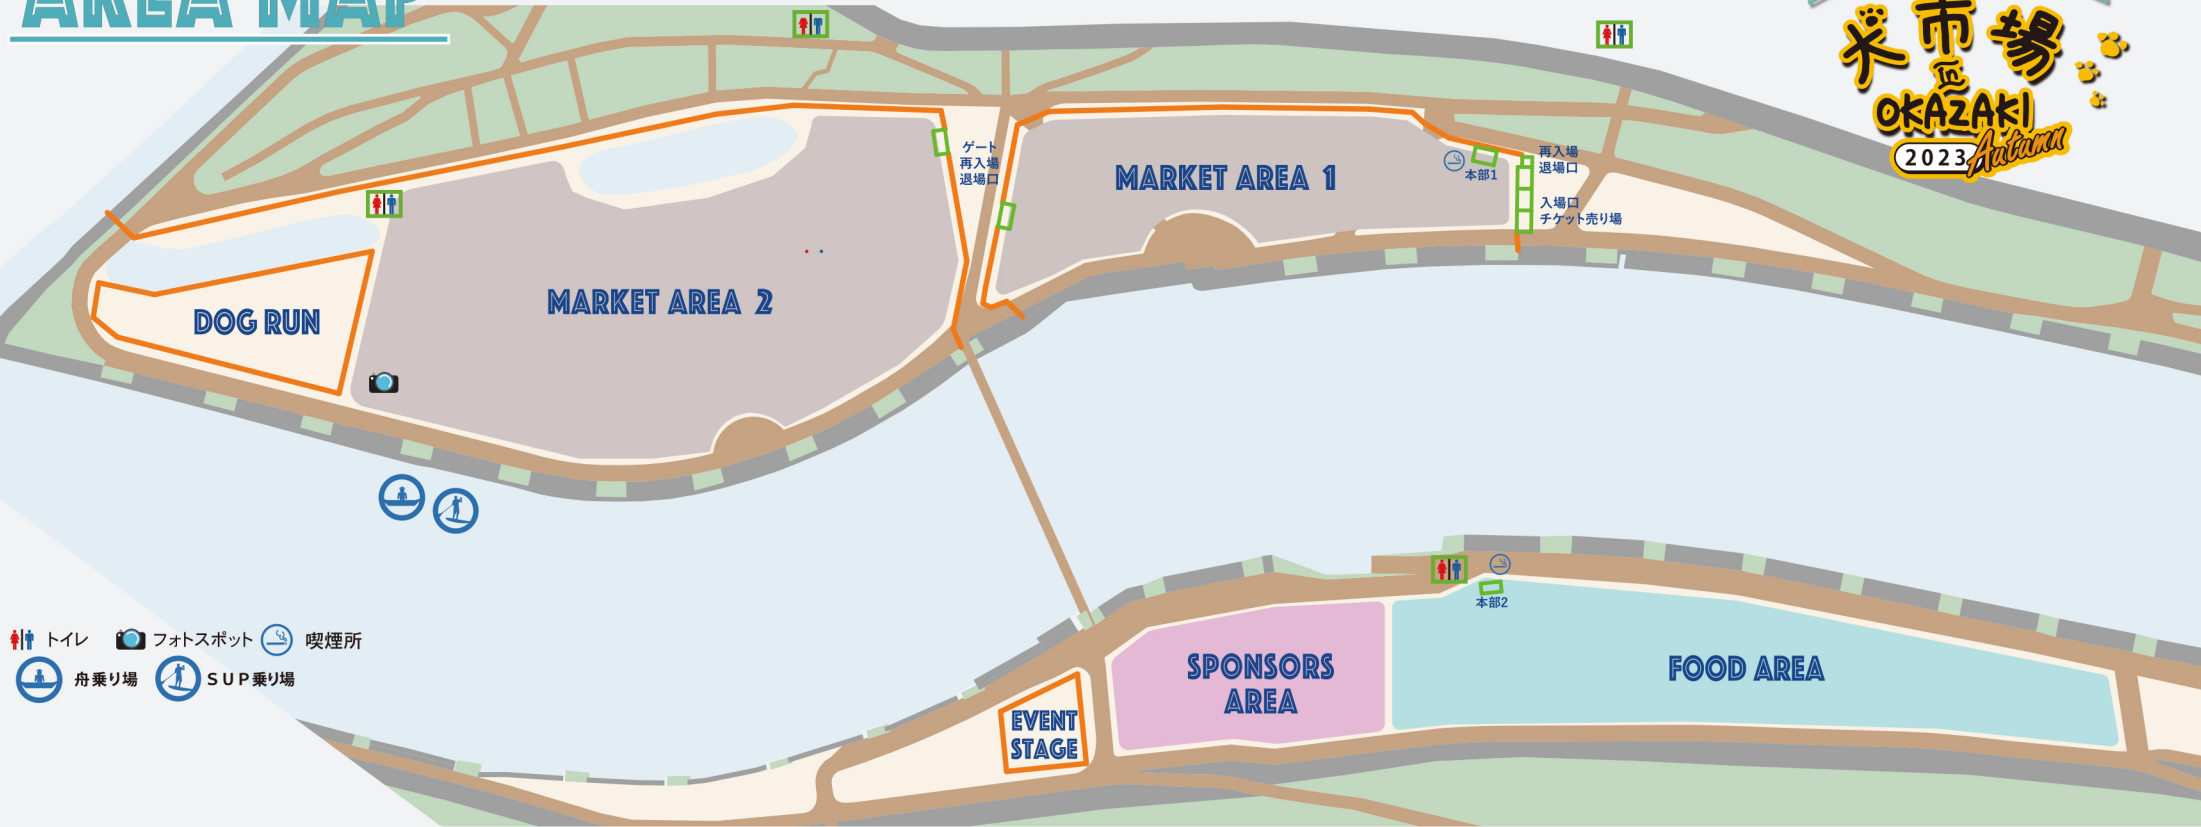 AREA MAP
犬市場
in
OKAZAKI
2023 Autumn
ゲート
再入場
退場口
MARKET AREA 1
本部1
再入場
退場口
入場口
チケット売り場
MARKET AREA 2
DOG RUN
本部2
SPONSORS
AREA
FOOD AREA
EVENT
STAGE
トイレ フォトスポット 喫煙所
舟乗り場 SUP乗り場